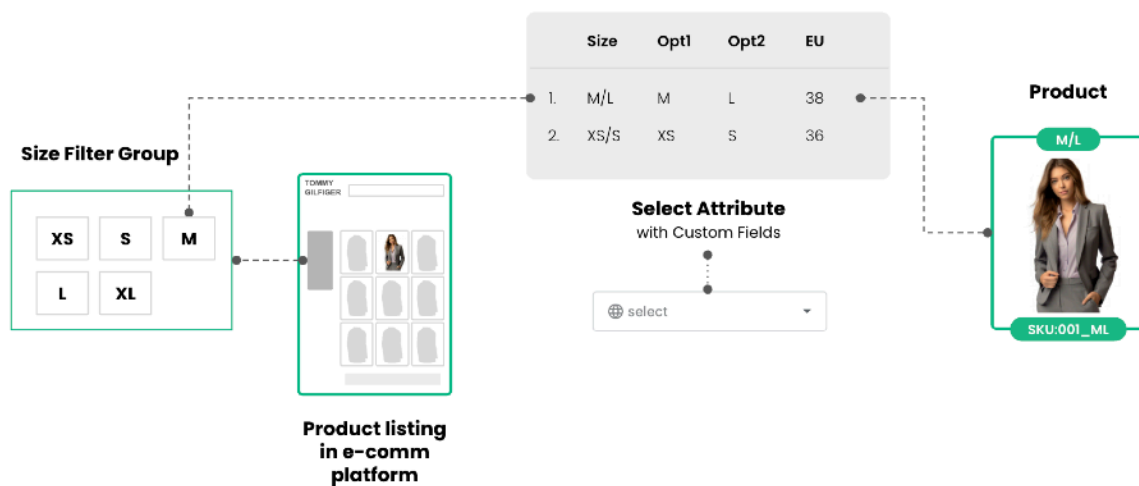 Size Opt1 Opt2 EU
1. M/L M L 38
2. XS/S XS S 36
Product
M/L
SKU:001_ML
Size Filter Group
XS S M
L XL
TOMMY
GILFIGER
Select Attribute
with Custom Fields
select
Product listing
in e-comm
platform